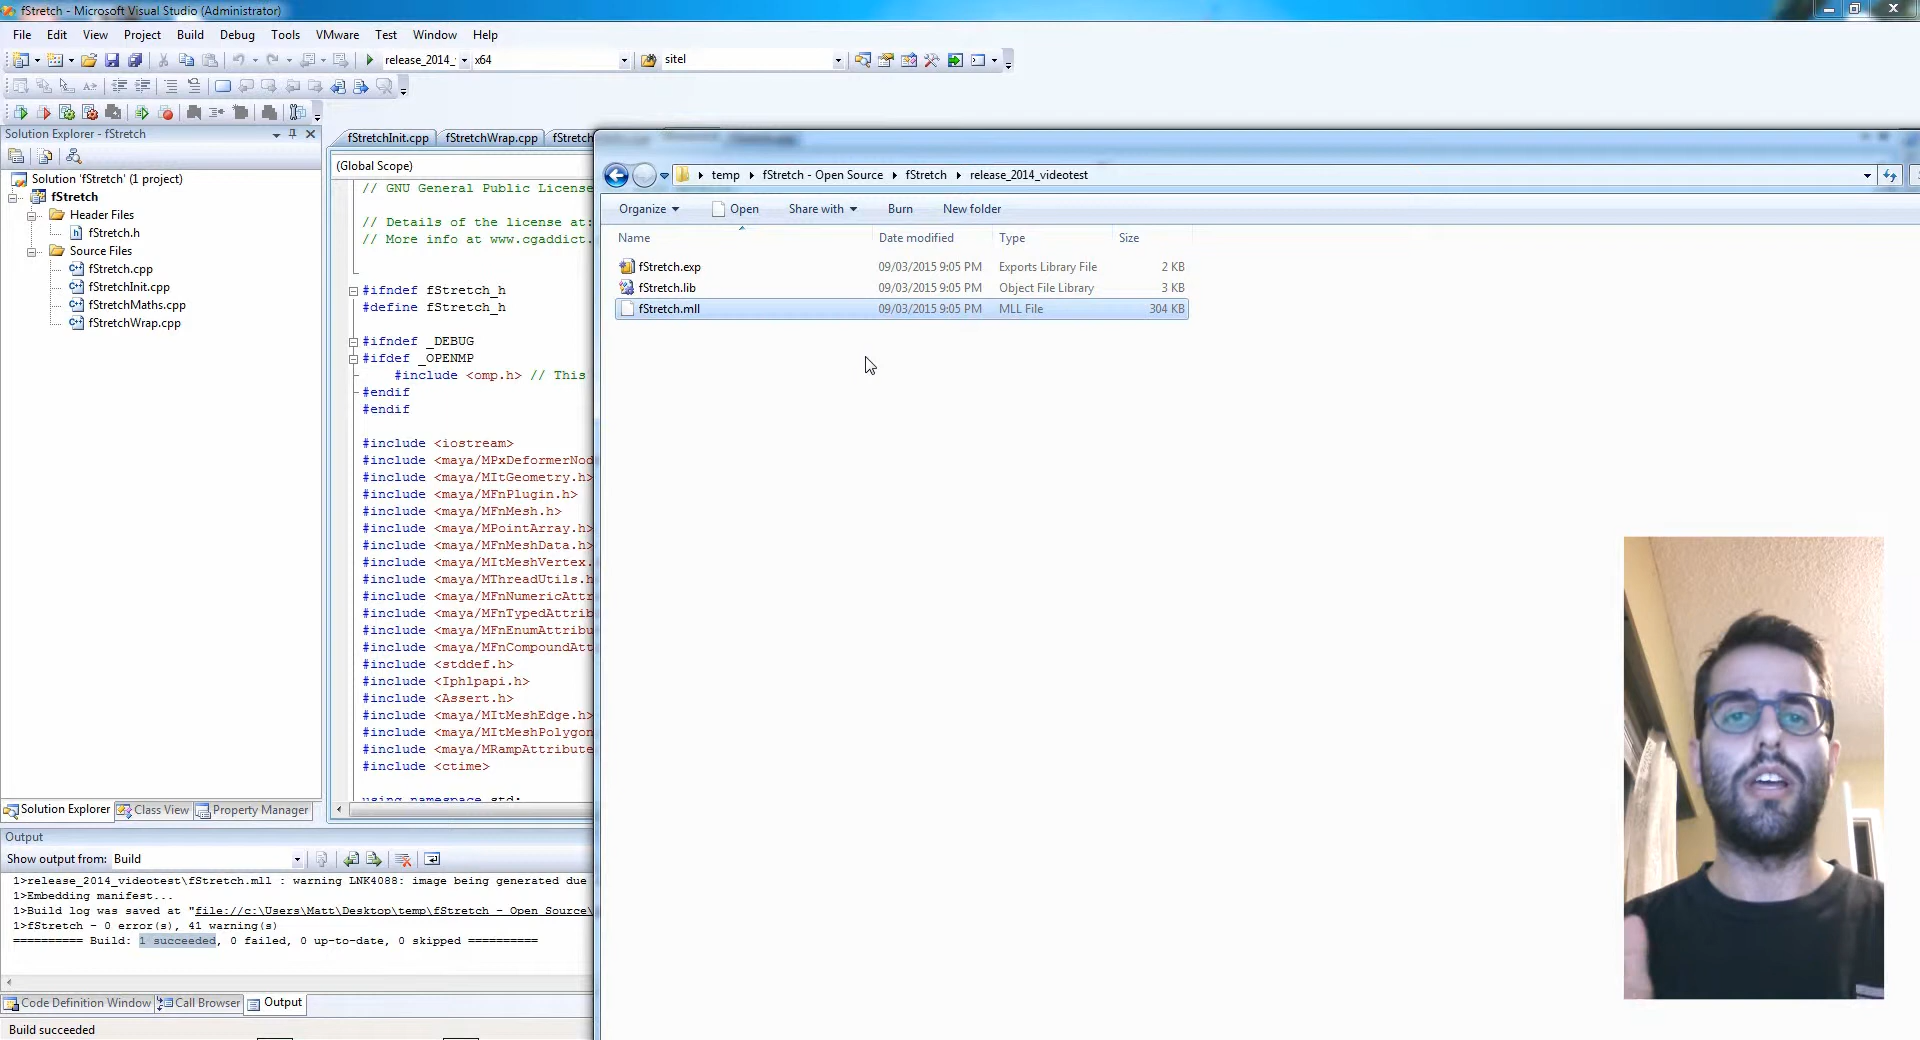 fStretch - Microsoft Visual Studio (Administrator)
File Edit View Project Build Debug Tools VMware Test Window Help
release_2014_ x64 sitel
Solution Explorer - fStretch
fStretchInit.cpp fStretchWrap.cpp fStretch
(Global Scope)
Solution 'fStretch' (1 project)
fStretch
Header Files
fStretch.h
Source Files
fStretch.cpp
fStretchInit.cpp
fStretchMaths.cpp
fStretchWrap.cpp
// GNU General Public License
// Details of the license at:
// More info at www.cgaddict.
#ifndef fStretch_h
#define fStretch_h
#ifndef _DEBUG
#ifdef _OPENMP
#include <omp.h> // This
#endif
#endif
#include <iostream>
#include <maya/MPxDeformerNod
#include <maya/MItGeometry.h>
#include <maya/MFnPlugin.h>
#include <maya/MFnMesh.h>
#include <maya/MPointArray.h>
#include <maya/MFnMeshData.h>
#include <maya/MItMeshVertex.
#include <maya/MThreadUtils.h
#include <maya/MFnNumericAttr
#include <maya/MFnTypedAttrib
#include <maya/MFnEnumAttribu
#include <maya/MFnCompoundAtt
#include <stddef.h>
#include <Iphlpapi.h>
#include <Assert.h>
#include <maya/MItMeshEdge.h>
#include <maya/MItMeshPolygon
#include <maya/MRampAttribute
#include <ctime>
using namespace std;
temp fStretch - Open Source fStretch release_2014_videotest
Organize Open Share with Burn New folder
Name Date modified Type Size
fStretch.exp 09/03/2015 9:05 PM Exports Library File 2 KB
fStretch.lib 09/03/2015 9:05 PM Object File Library 3 KB
fStretch.mll 09/03/2015 9:05 PM MLL File 304 KB
Solution Explorer Class View Property Manager
Output
Show output from: Build
1>release_2014_videotest\fStretch.mll : warning LNK4088: image being generated due
1>Embedding manifest...
1>Build log was saved at "file://c:\Users\Matt\Desktop\temp\fStretch - Open Source\
1>fStretch - 0 error(s), 41 warning(s)
========== Build: 1 succeeded, 0 failed, 0 up-to-date, 0 skipped ==========
Code Definition Window Call Browser Output
Build succeeded